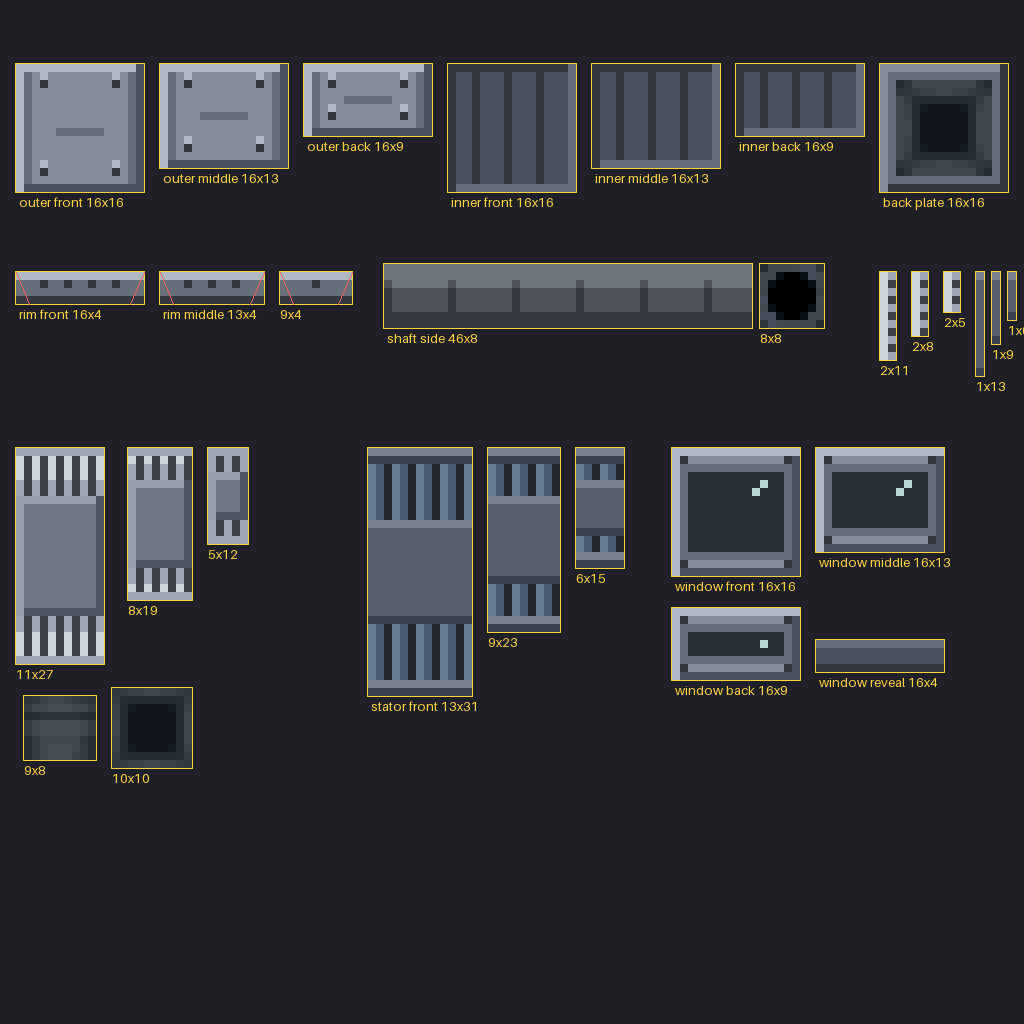 outer front 16x16
outer middle 16x13
outer back 16x9
inner front 16x16
inner middle 16x13
inner back 16x9
back plate 16x16
rim front 16x4
rim middle 13x4
9x4
shaft side 46x8
8x8
2x11
2x8
2x5
1x13
1x9
11x27
8x19
5x12
stator front 13x31
9x23
6x15
window front 16x16
window middle 16x13
window back 16x9
window reveal 16x4
9x8
10x10